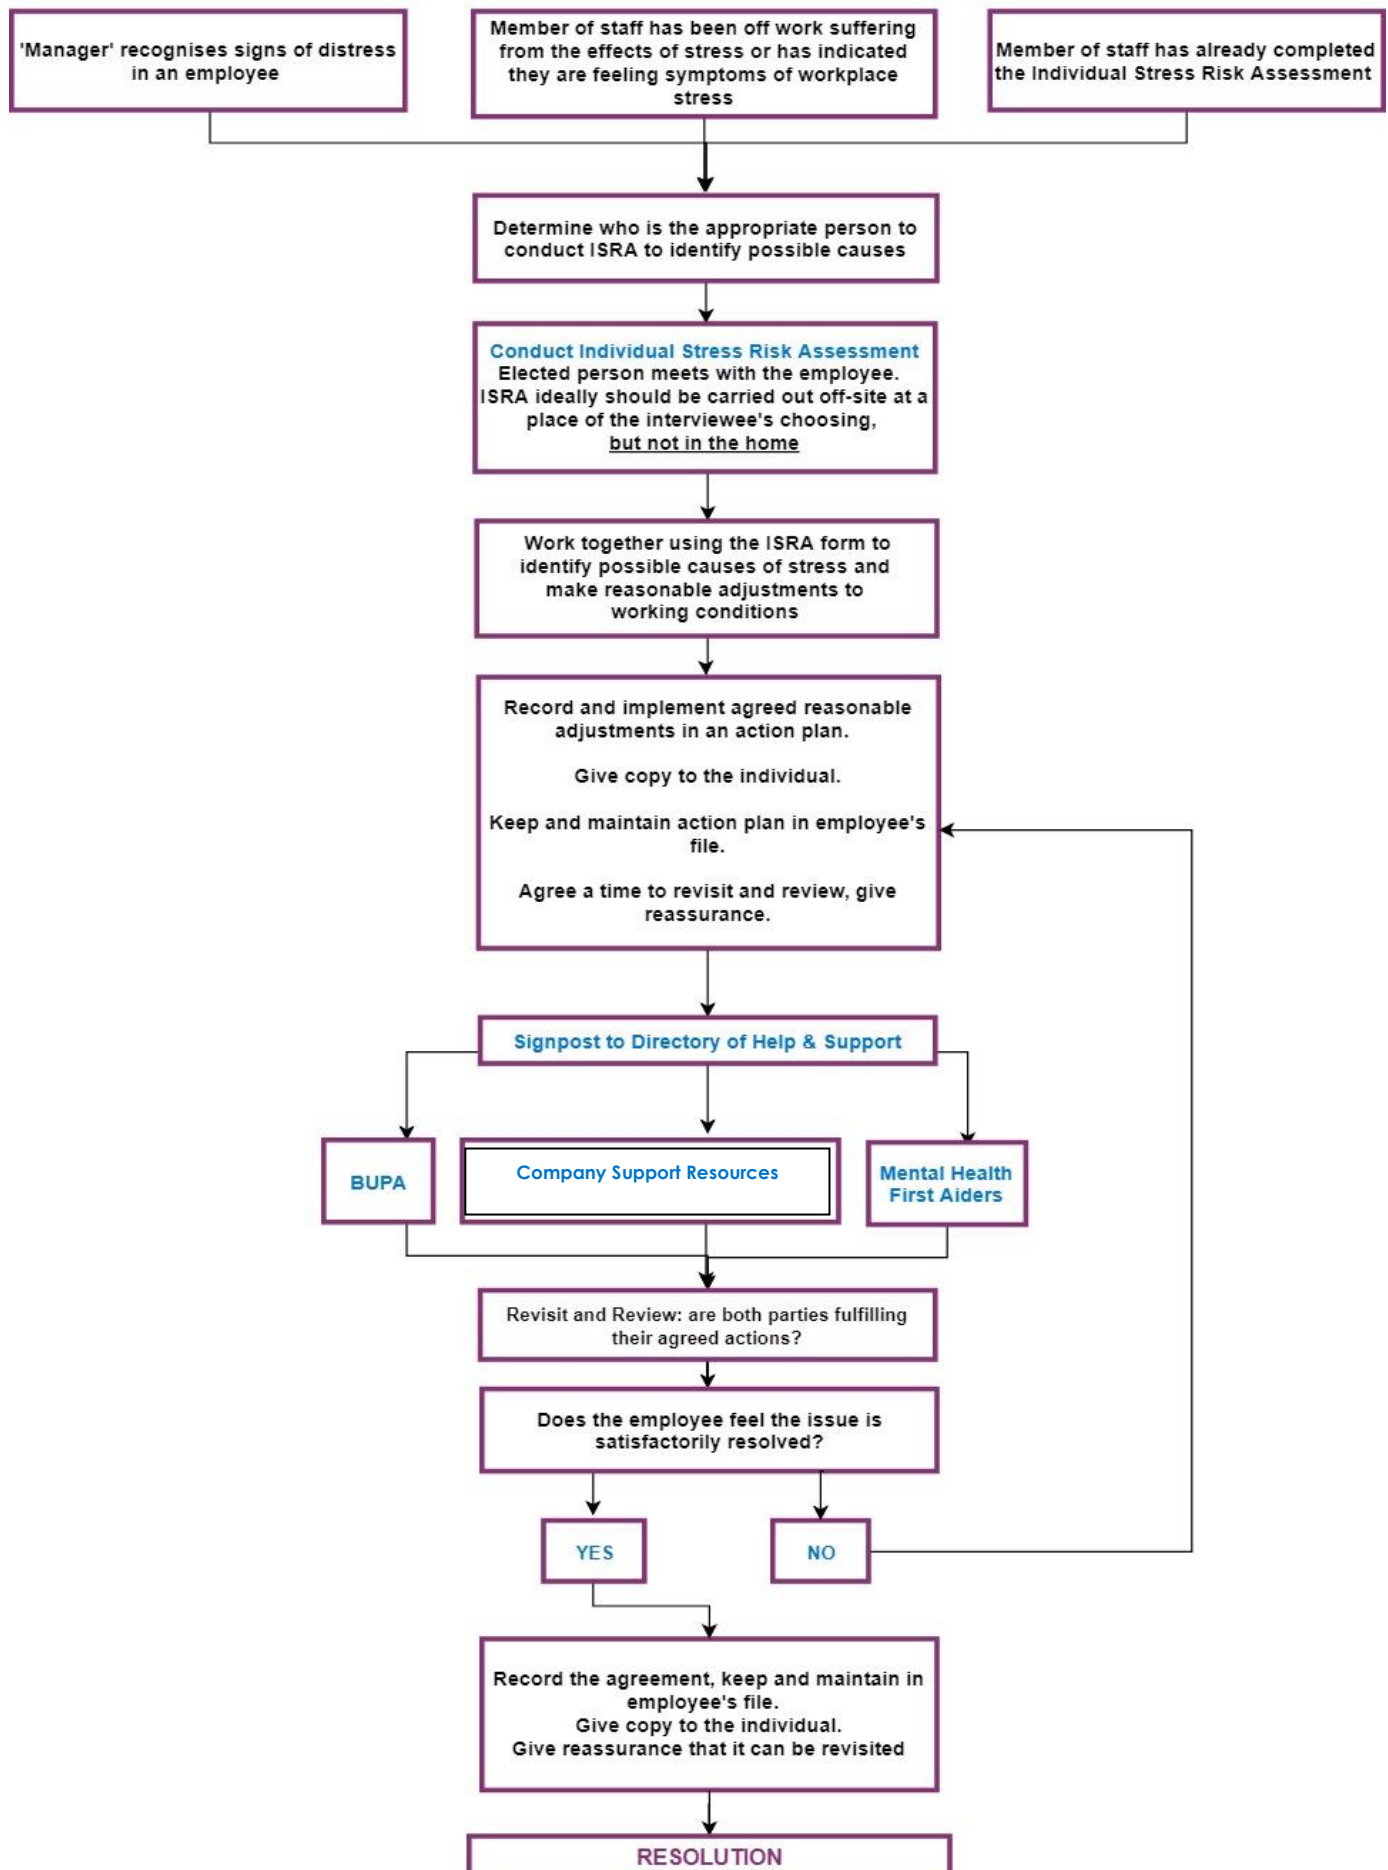 'Manager' recognises signs of distress
in an employee
Member of staff has been off work suffering
from the effects of stress or has indicated
they are feeling symptoms of workplace
stress
Member of staff has already completed
the Individual Stress Risk Assessment
Determine who is the appropriate person to
conduct ISRA to identify possible causes
Conduct Individual Stress Risk Assessment
Elected person meets with the employee.
ISRA ideally should be carried out off-site at a
place of the interviewee's choosing,
but not in the home
Work together using the ISRA form to
identify possible causes of stress and
make reasonable adjustments to
working conditions
Record and implement agreed reasonable
adjustments in an action plan.
Give copy to the individual.
Keep and maintain action plan in employee's
file.
Agree a time to revisit and review, give
reassurance.
Signpost to Directory of Help & Support
BUPA
Company Support Resources
Mental Health
First Aiders
Revisit and Review: are both parties fulfilling
their agreed actions?
Does the employee feel the issue is
satisfactorily resolved?
YES
NO
Record the agreement, keep and maintain in
employee's file.
Give copy to the individual.
Give reassurance that it can be revisited
RESOLUTION